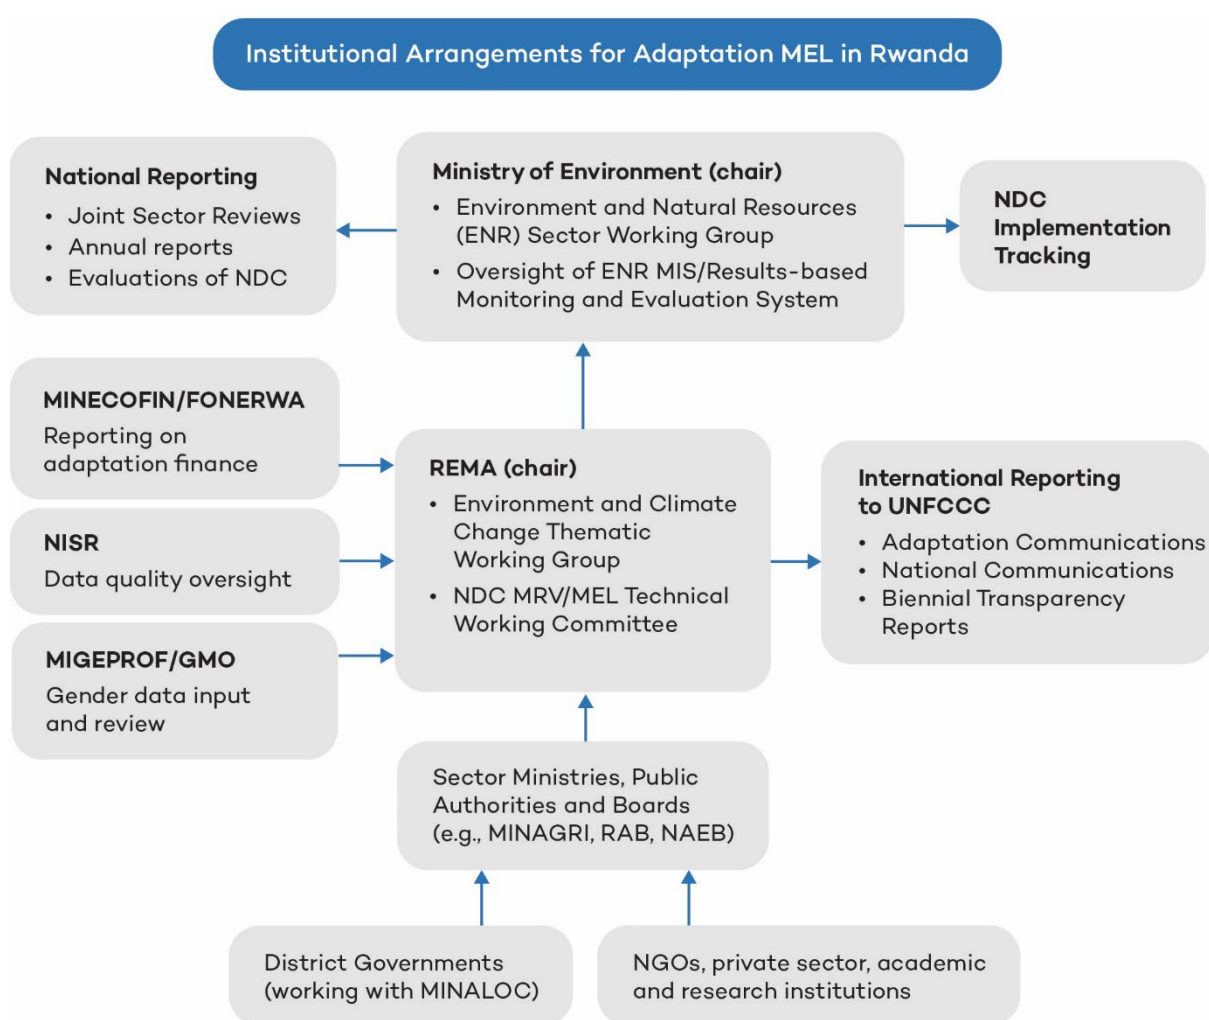 Institutional Arrangements for Adaptation MEL in Rwanda
National Reporting
• Joint Sector Reviews
• Annual reports
• Evaluations of NDC
Ministry of Environment (chair)
• Environment and Natural Resources
(ENR) Sector Working Group
• Oversight of ENR MIS/Results-based
Monitoring and Evaluation System
NDC
Implementation
Tracking
MINECOFIN/FONERWA
Reporting on
adaptation finance
NISR
Data quality oversight
MIGEPROF/GMO
Gender data input
and review
REMA (chair)
• Environment and Climate
Change Thematic
Working Group
• NDC MRV/MEL Technical
Working Committee
International Reporting
to UNFCCC
• Adaptation Communications
• National Communications
• Biennial Transparency
Reports
Sector Ministries, Public
Authorities and Boards
(e.g., MINAGRI, RAB, NAEB)
District Governments
(working with MINALOC)
NGOs, private sector, academic
and research institutions